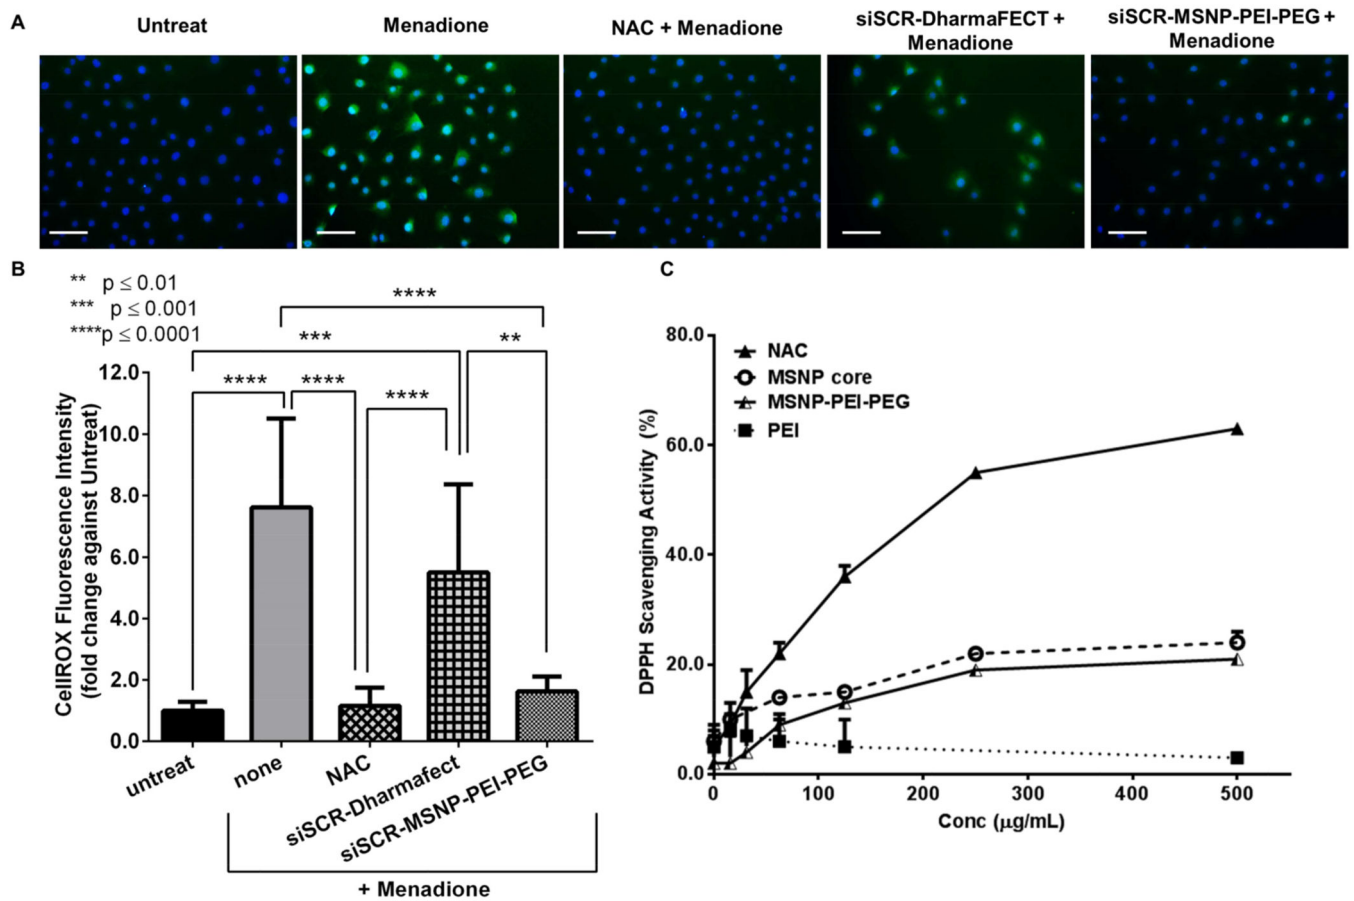 A
Untreat
Menadione
NAC + Menadione
siSCR-DharmaFECT +
Menadione
siSCR-MSNP-PEI-PEG +
Menadione
B
** p ≤ 0.01
*** p ≤ 0.001
****p ≤ 0.0001
****
***
**
****
****
****
CellROX Fluorescence Intensity
(fold change against Untreat)
12.0
10.0
8.0
6.0
4.0
2.0
0.0
untreat
none
NAC
siSCR-Dharmafect
siSCR-MSNP-PEI-PEG
+ Menadione
C
DPPH Scavenging Activity (%)
80.0
60.0
40.0
20.0
0.0
NAC
MSNP core
MSNP-PEI-PEG
PEI
0
100
200
300
400
500
Conc (μg/mL)